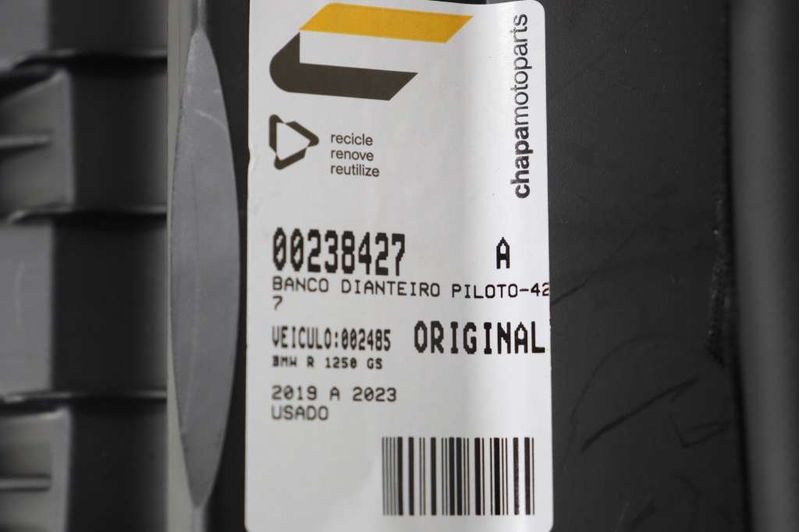 chapamotoparts
recicle
renove
reutilize
00238427 A
BANCO DIANTEIRO PILOTO-42
7
VEICULO:002485 ORIGINAL
BMW R 1250 GS
2019 A 2023
USADO